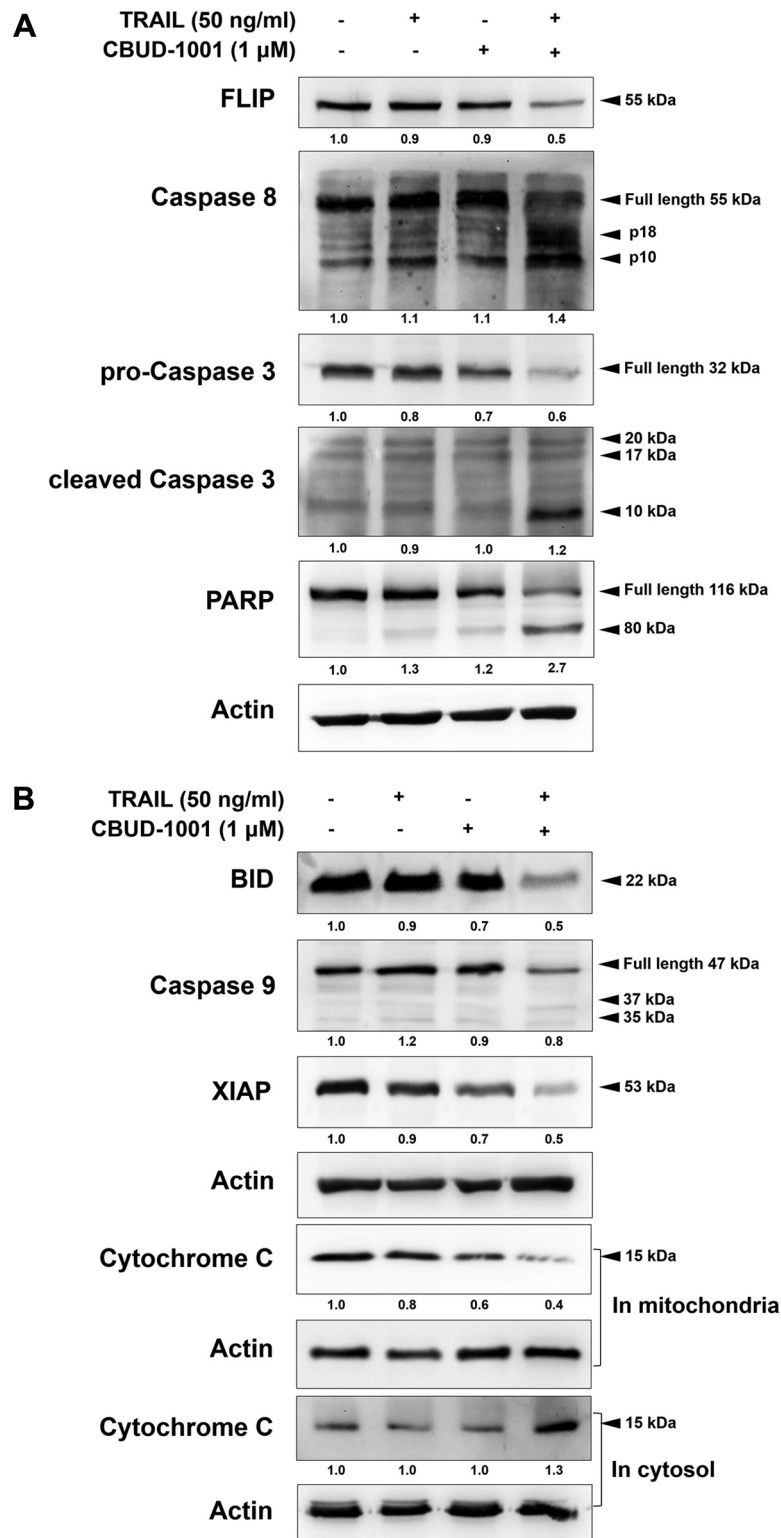 A
TRAIL (50 ng/ml) - + - +
CBUD-1001 (1 µM) - - + +
FLIP
55 kDa
1.0 0.9 0.9 0.5
Caspase 8
Full length 55 kDa
p18
p10
1.0 1.1 1.1 1.4
pro-Caspase 3
Full length 32 kDa
1.0 0.8 0.7 0.6
20 kDa
17 kDa
cleaved Caspase 3
10 kDa
1.0 0.9 1.0 1.2
Full length 116 kDa
PARP
80 kDa
1.0 1.3 1.2 2.7
Actin
B
TRAIL (50 ng/ml) - + - +
CBUD-1001 (1 µM) - - + +
BID
22 kDa
1.0 0.9 0.7 0.5
Full length 47 kDa
Caspase 9
37 kDa
35 kDa
1.0 1.2 0.9 0.8
XIAP
53 kDa
1.0 0.9 0.7 0.5
Actin
Cytochrome C
15 kDa
1.0 0.8 0.6 0.4
In mitochondria
Actin
Cytochrome C
15 kDa
1.0 1.0 1.0 1.3
In cytosol
Actin